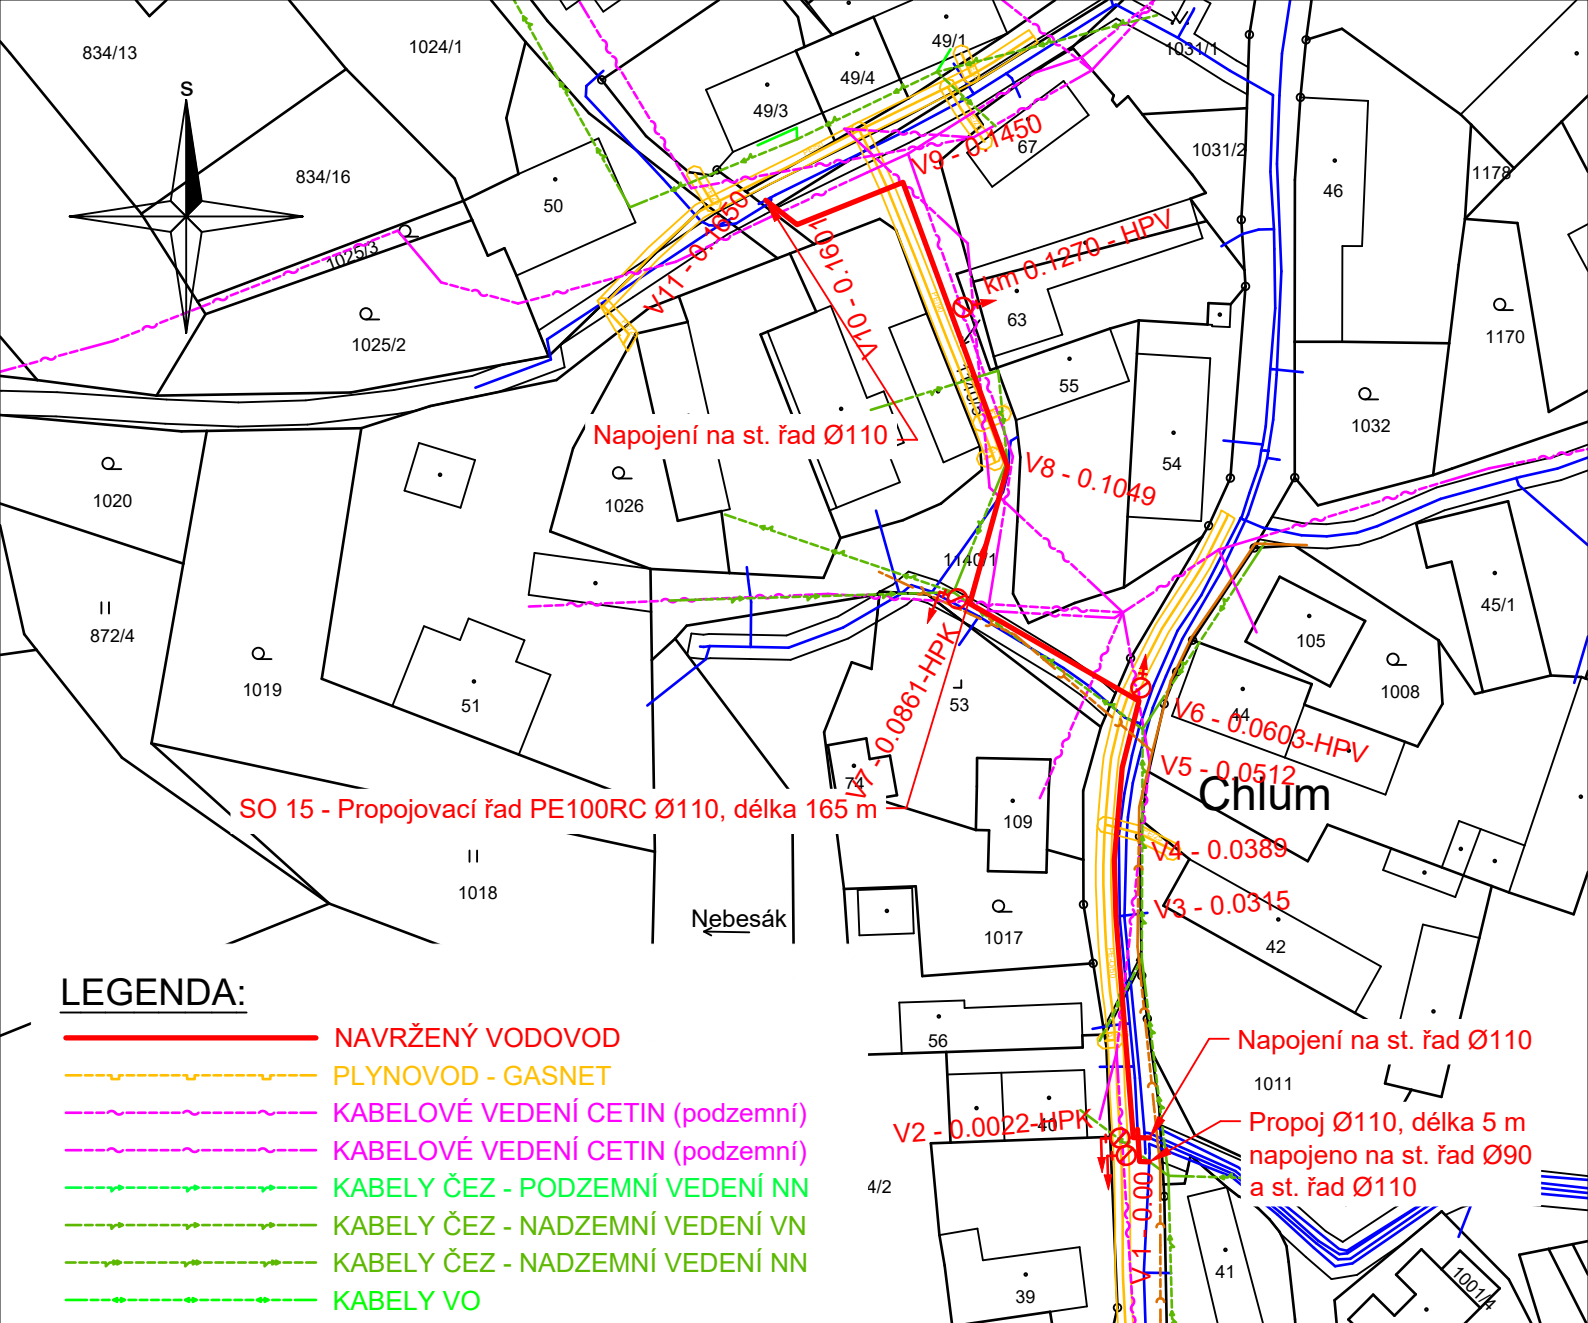 834/13
1024/1
49/1
1031/1
S
49/4
49/3
V9 - 0.1450
67
1031/2
834/16
46
1178
50
1025/3
V11 - 0.1650
V10 - 0.1601
km 0.1270 - HPV
63
1025/2
1170
55
1032
Napojení na st. řad Ø110
V8 - 0.1049
54
1020
1026
1140/1
872/4
45/1
105
1019
51
53
1008
44
V6 - 0.0603-HPV
V7 - 0.0861-HPK
V5 - 0.0512
74
Chlum
SO 15 - Propojovací řad PE100RC Ø110, délka 165 m
109
V4 - 0.0389
1018
V3 - 0.0315
Nebesák
1017
42
LEGENDA:
NAVRŽENÝ VODOVOD
56
Napojení na st. řad Ø110
PLYNOVOD - GASNET
1011
KABELOVÉ VEDENÍ CETIN (podzemní)
V2 - 0.0022-HPK
40
Propoj Ø110, délka 5 m
napojeno na st. řad Ø90
a st. řad Ø110
KABELOVÉ VEDENÍ CETIN (podzemní)
KABELY ČEZ - PODZEMNÍ VEDENÍ NN
4/2
V1 - 0.00
KABELY ČEZ - NADZEMNÍ VEDENÍ VN
KABELY ČEZ - NADZEMNÍ VEDENÍ NN
41
1001/4
KABELY VO
39